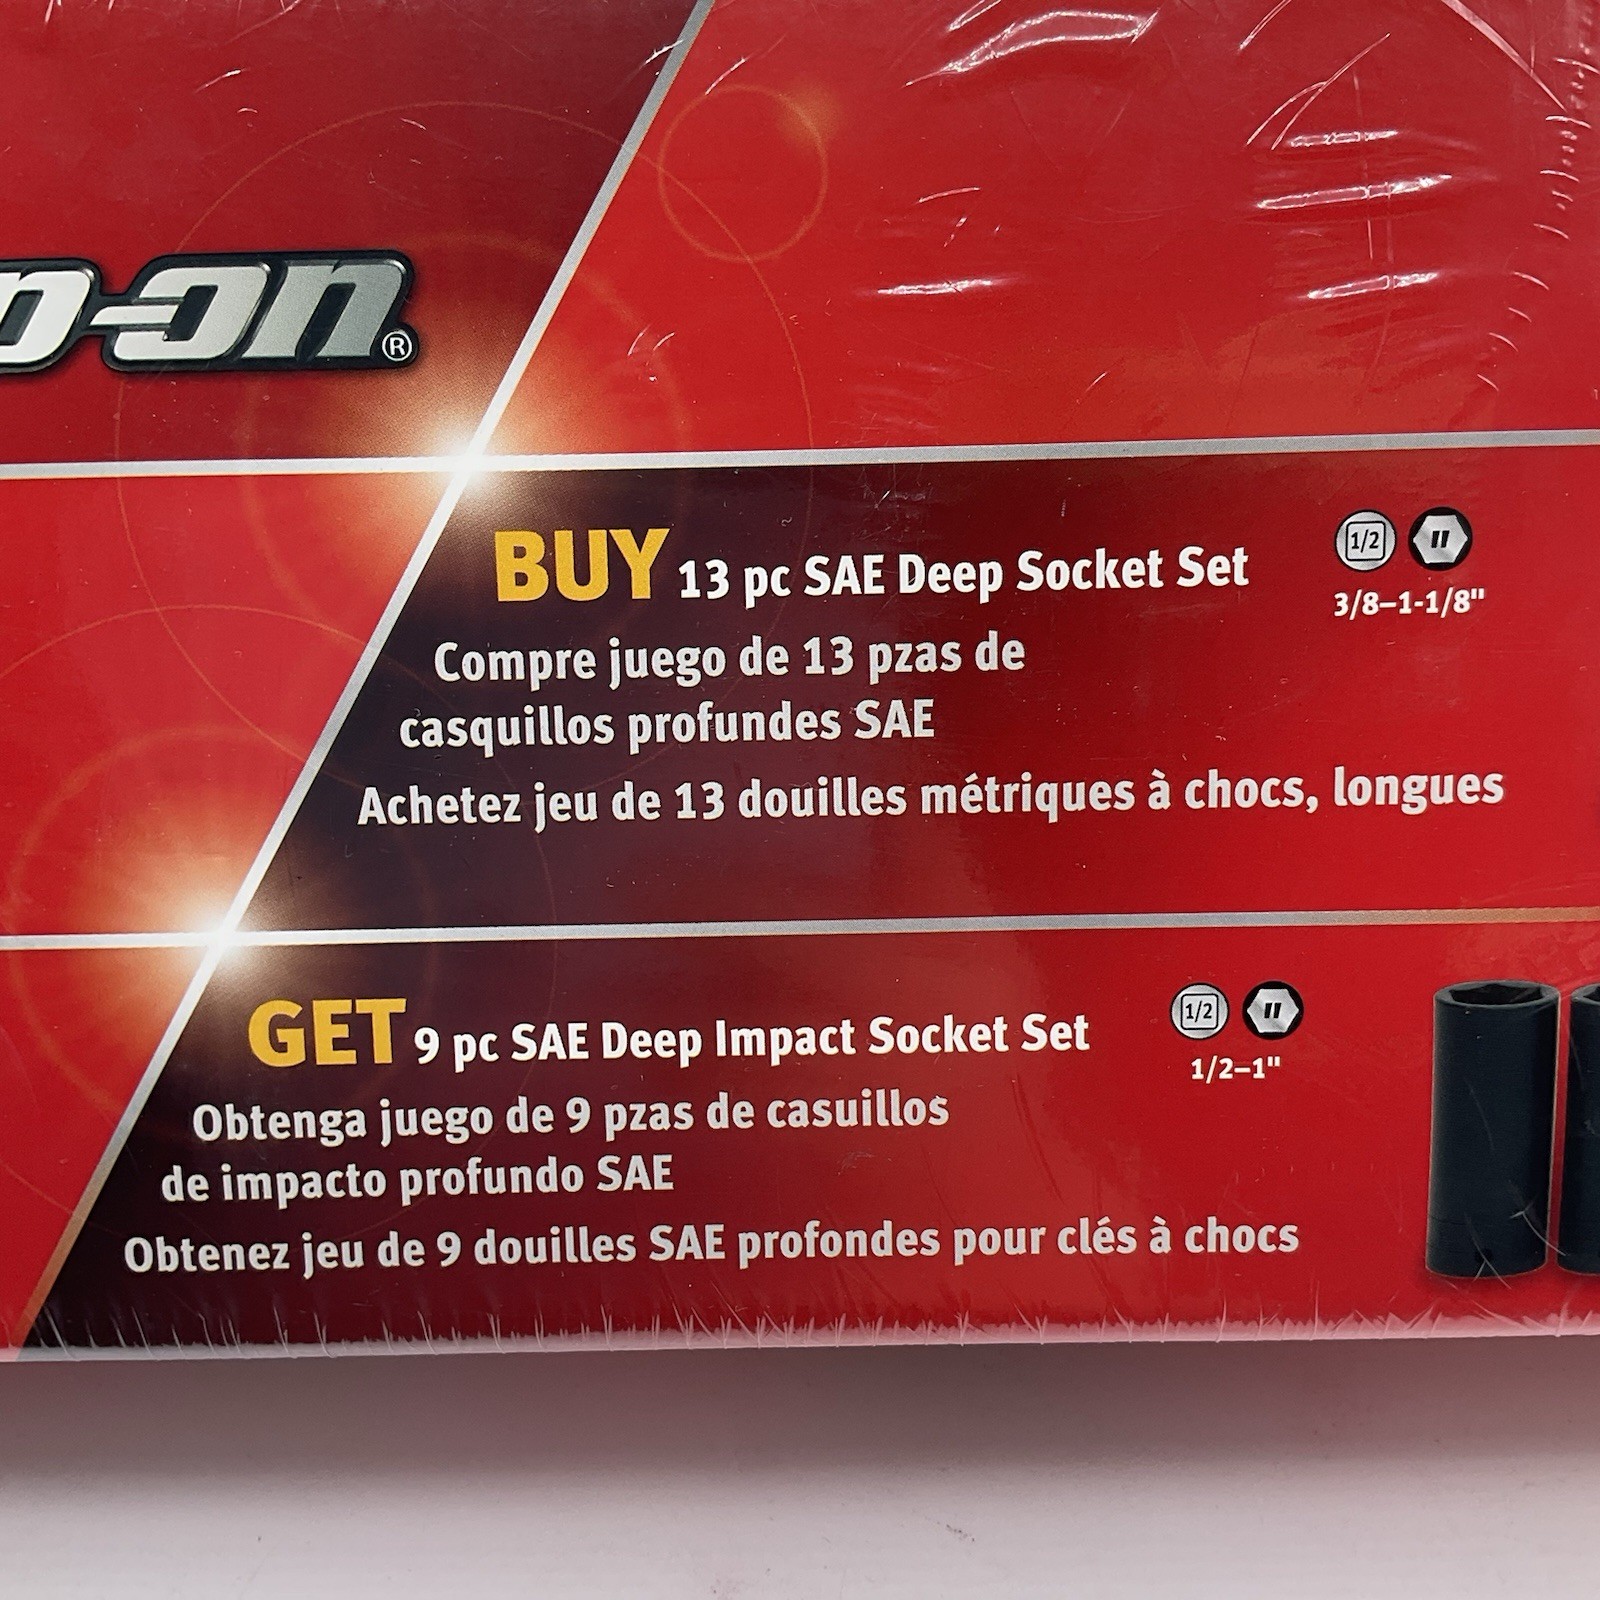 p-on®
BUY 13 pc SAE Deep Socket Set
1/2 "
3/8–1-1/8"
Compre juego de 13 pzas de
casquillos profundes SAE
Achetez jeu de 13 douilles métriques à chocs, longues
GET 9 pc SAE Deep Impact Socket Set
1/2 "
1/2–1"
Obtenga juego de 9 pzas de casuillos
de impacto profundo SAE
Obtenez jeu de 9 douilles SAE profondes pour clés à chocs